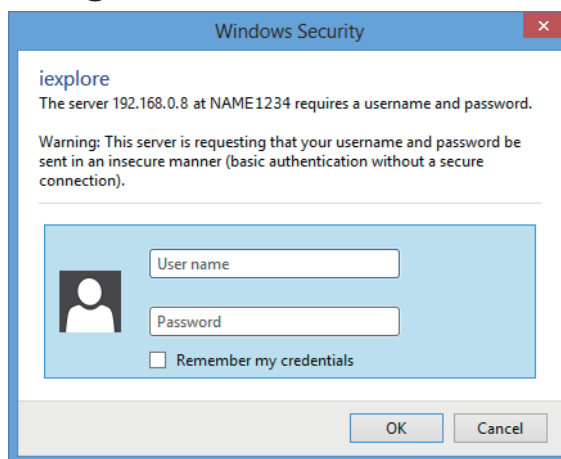 Windows Security
iexplore
The server 192.168.0.8 at NAME1234 requires a username and password.
Warning: This server is requesting that your username and password be
sent in an insecure manner (basic authentication without a secure
connection).
User name
Password
Remember my credentials
OK
Cancel